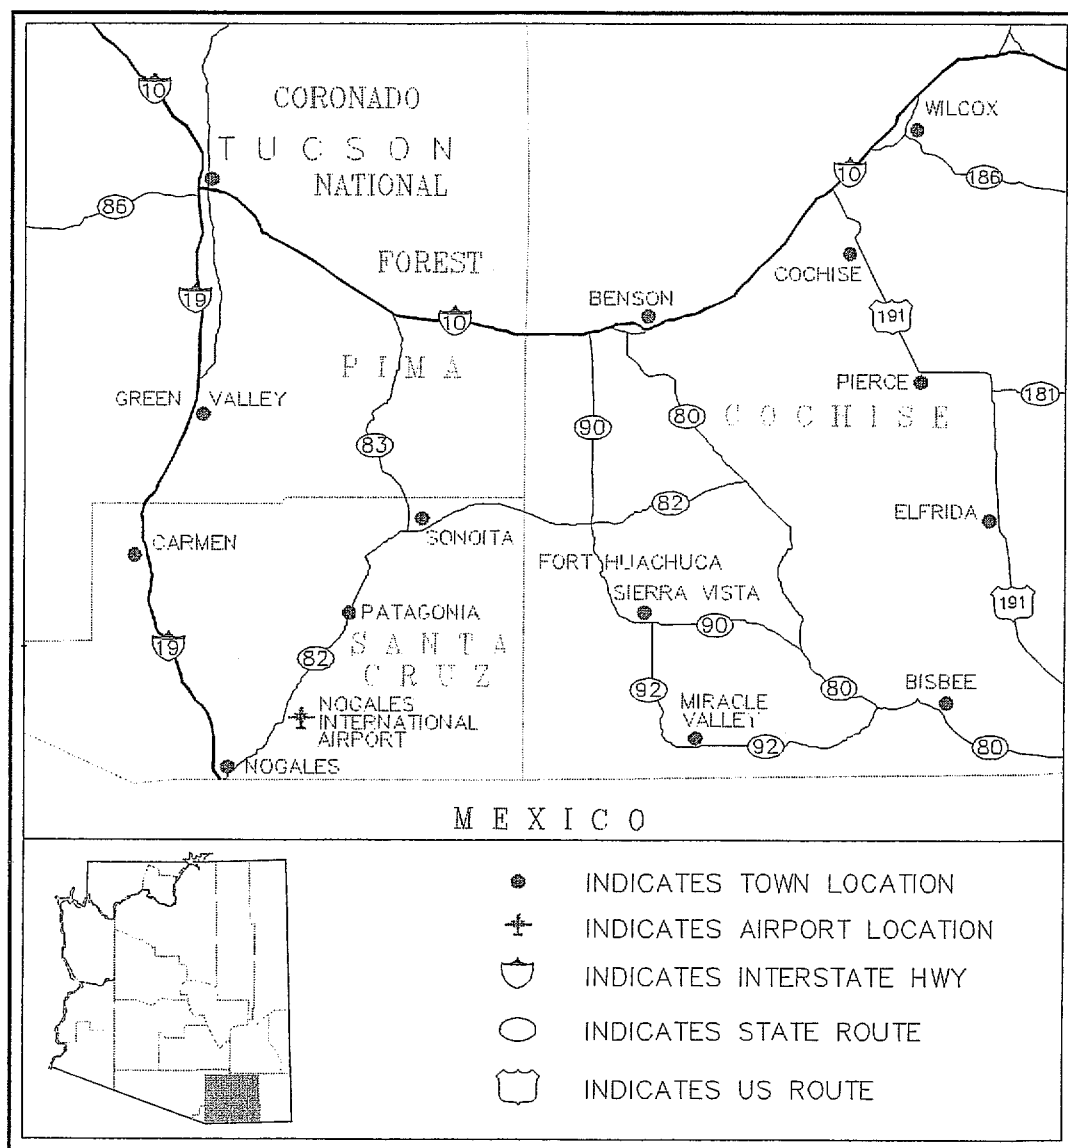 10
CORONADO
TUCSON
NATIONAL
FOREST
86
19
10
PIMA
GREEN VALLEY
83
CARMEN
SONOITA
PATAGONIA
SANTA
CRUZ
19
82
NOGALES
INTERNATIONAL
AIRPORT
NOGALES
WILCOX
10
186
COCHISE
BENSON
191
PIERCE
181
COCHISE
90
80
82
ELFRIDA
FORT HUACHUCA
SIERRA VISTA
191
90
92
80
BISBEE
MIRACLE
VALLEY
92
80
MEXICO
INDICATES TOWN LOCATION
INDICATES AIRPORT LOCATION
INDICATES INTERSTATE HWY
INDICATES STATE ROUTE
INDICATES US ROUTE